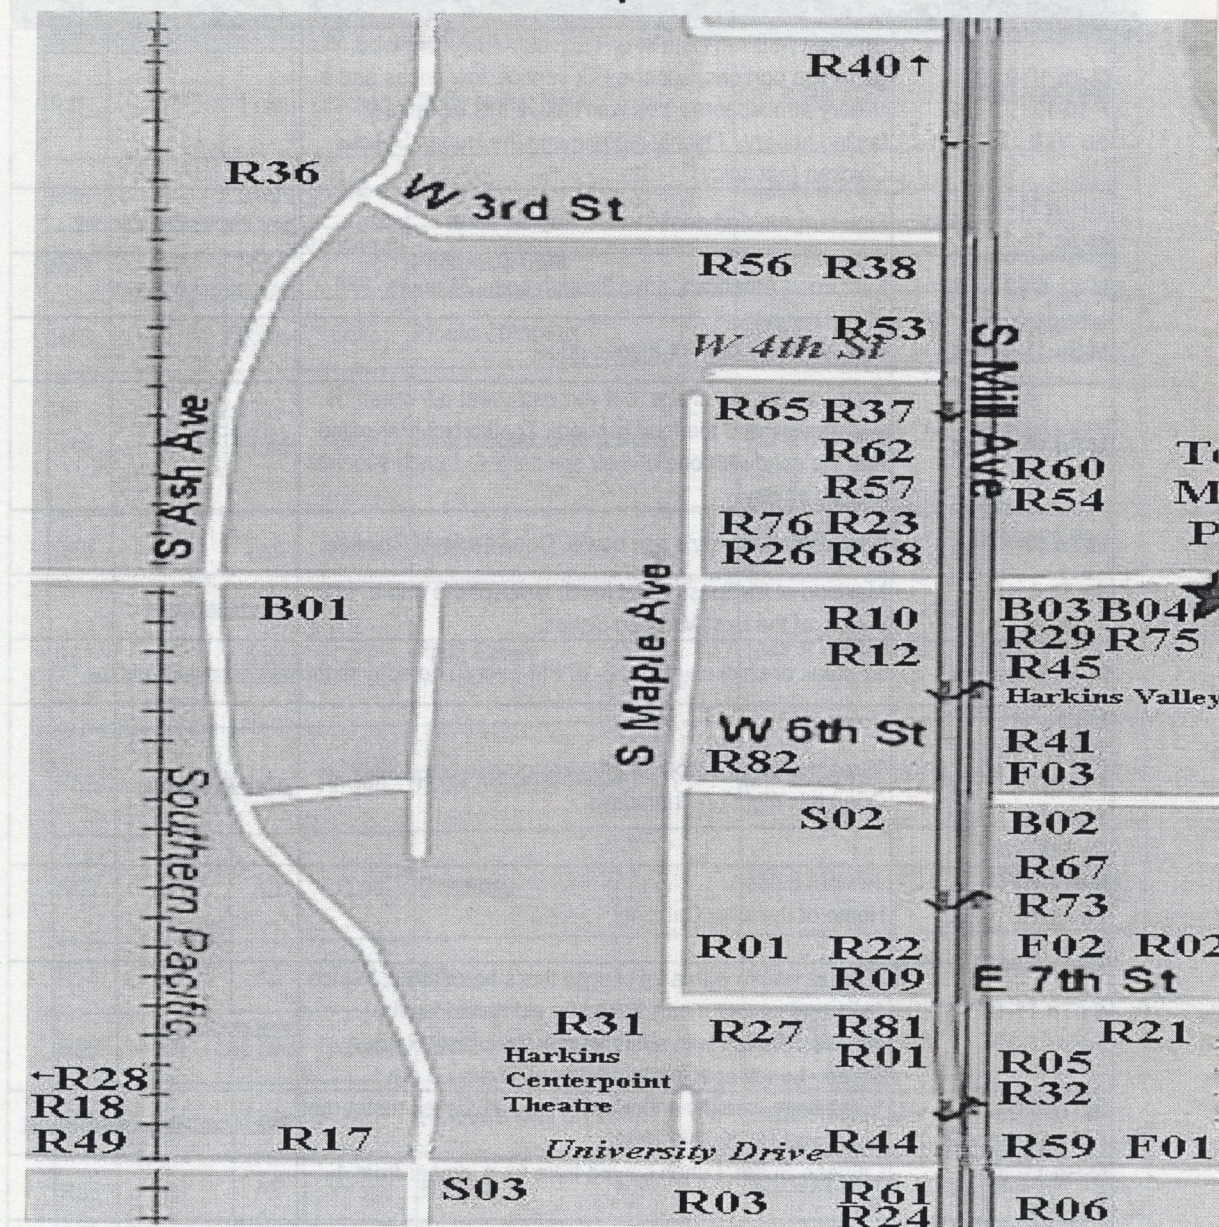 R40↑
R36
W 3rd St
R56 R38
R53
W 4th St
S Mill Ave
R65 R37
R62
R60
R57
R54
R76 R23
R26 R68
S Ash Ave
S Maple Ave
B01
R10
B03 B04
R12
R29 R75
R45
Harkins Valley
W 6th St
R41
R82
F03
S02
B02
Southern Pacific
R67
R73
R01 R22
F02 R02
R09
E 7th St
R31
R27 R81
R21
Harkins
Centerpoint
Theatre
R01
R05
←R28
R32
R18
R49
R17
University Drive
R44
R59 F01
S03
R03
R61
R24
R06